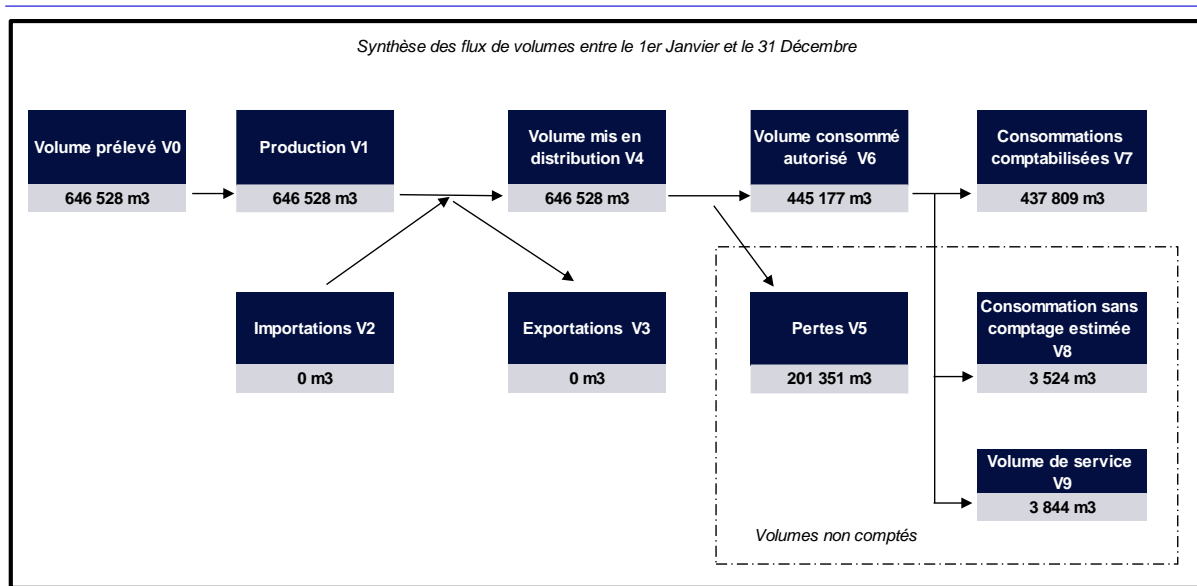 Synthèse des flux de volumes entre le 1er Janvier et le 31 Décembre
Volume prélevé V0
646 528 m3
Production V1
646 528 m3
Volume mis en
distribution V4
646 528 m3
Volume consommé
autorisé V6
445 177 m3
Consommations
comptabilisées V7
437 809 m3
Importations V2
0 m3
Exportations V3
0 m3
Pertes V5
201 351 m3
Consommation sans
comptage estimée
V8
3 524 m3
Volume de service
V9
3 844 m3
Volumes non comptés